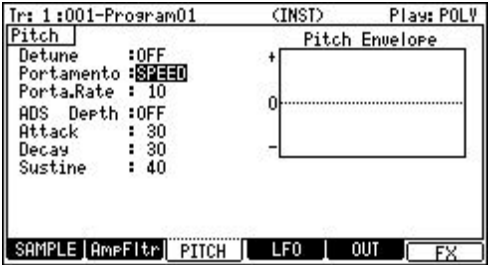 Tr: 1:001-Program01 (INST) Play: POLY
Pitch
Pitch Envelope
Detune :OFF
Portamento :SPEED
Porta.Rate : 10
ADS Depth :OFF
Attack : 30
Decay : 30
Sustine : 40
+
0
-
SAMPLE AmpFltr PITCH LFO OUT FX